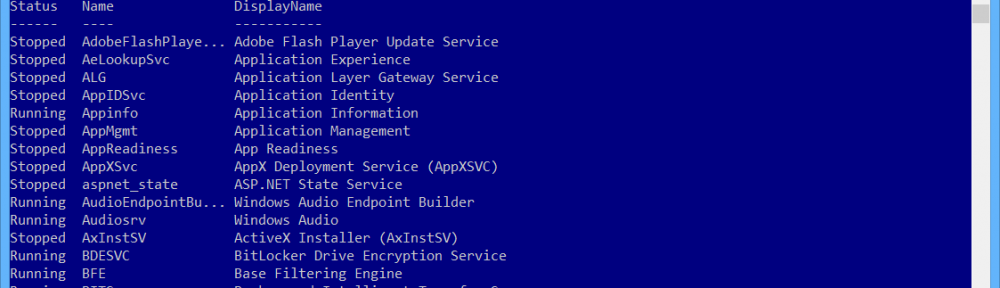 Status Name DisplayName
------ ---- -----------
Stopped AdobeFlashPlaye... Adobe Flash Player Update Service
Stopped AeLookupSvc Application Experience
Stopped ALG Application Layer Gateway Service
Stopped AppIDSvc Application Identity
Running Appinfo Application Information
Stopped AppMgmt Application Management
Stopped AppReadiness App Readiness
Stopped AppXSvc AppX Deployment Service (AppXSVC)
Stopped aspnet_state ASP.NET State Service
Running AudioEndpointBu... Windows Audio Endpoint Builder
Running Audiosrv Windows Audio
Stopped AxInstSV ActiveX Installer (AxInstSV)
Running BDESVC BitLocker Drive Encryption Service
Running BFE Base Filtering Engine